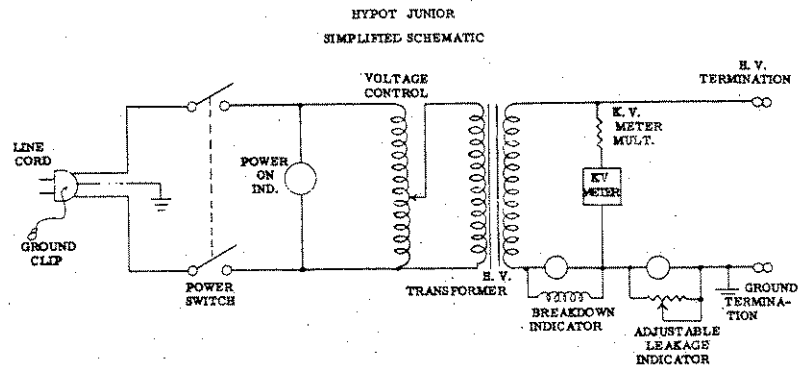 HYPOT JUNIOR
SIMPLIFIED SCHEMATIC
VOLTAGE
CONTROL
H. V.
TERMINATION
K. V.
METER
MULT.
LINE
CORD
POWER
ON
IND.
KV
METER
GROUND
CLIP
POWER
SWITCH
H. V.
TRANSFORMER
BREAKDOWN
INDICATOR
GROUND
TERMINA-
TION
ADJUSTABLE
LEAKAGE
INDICATOR